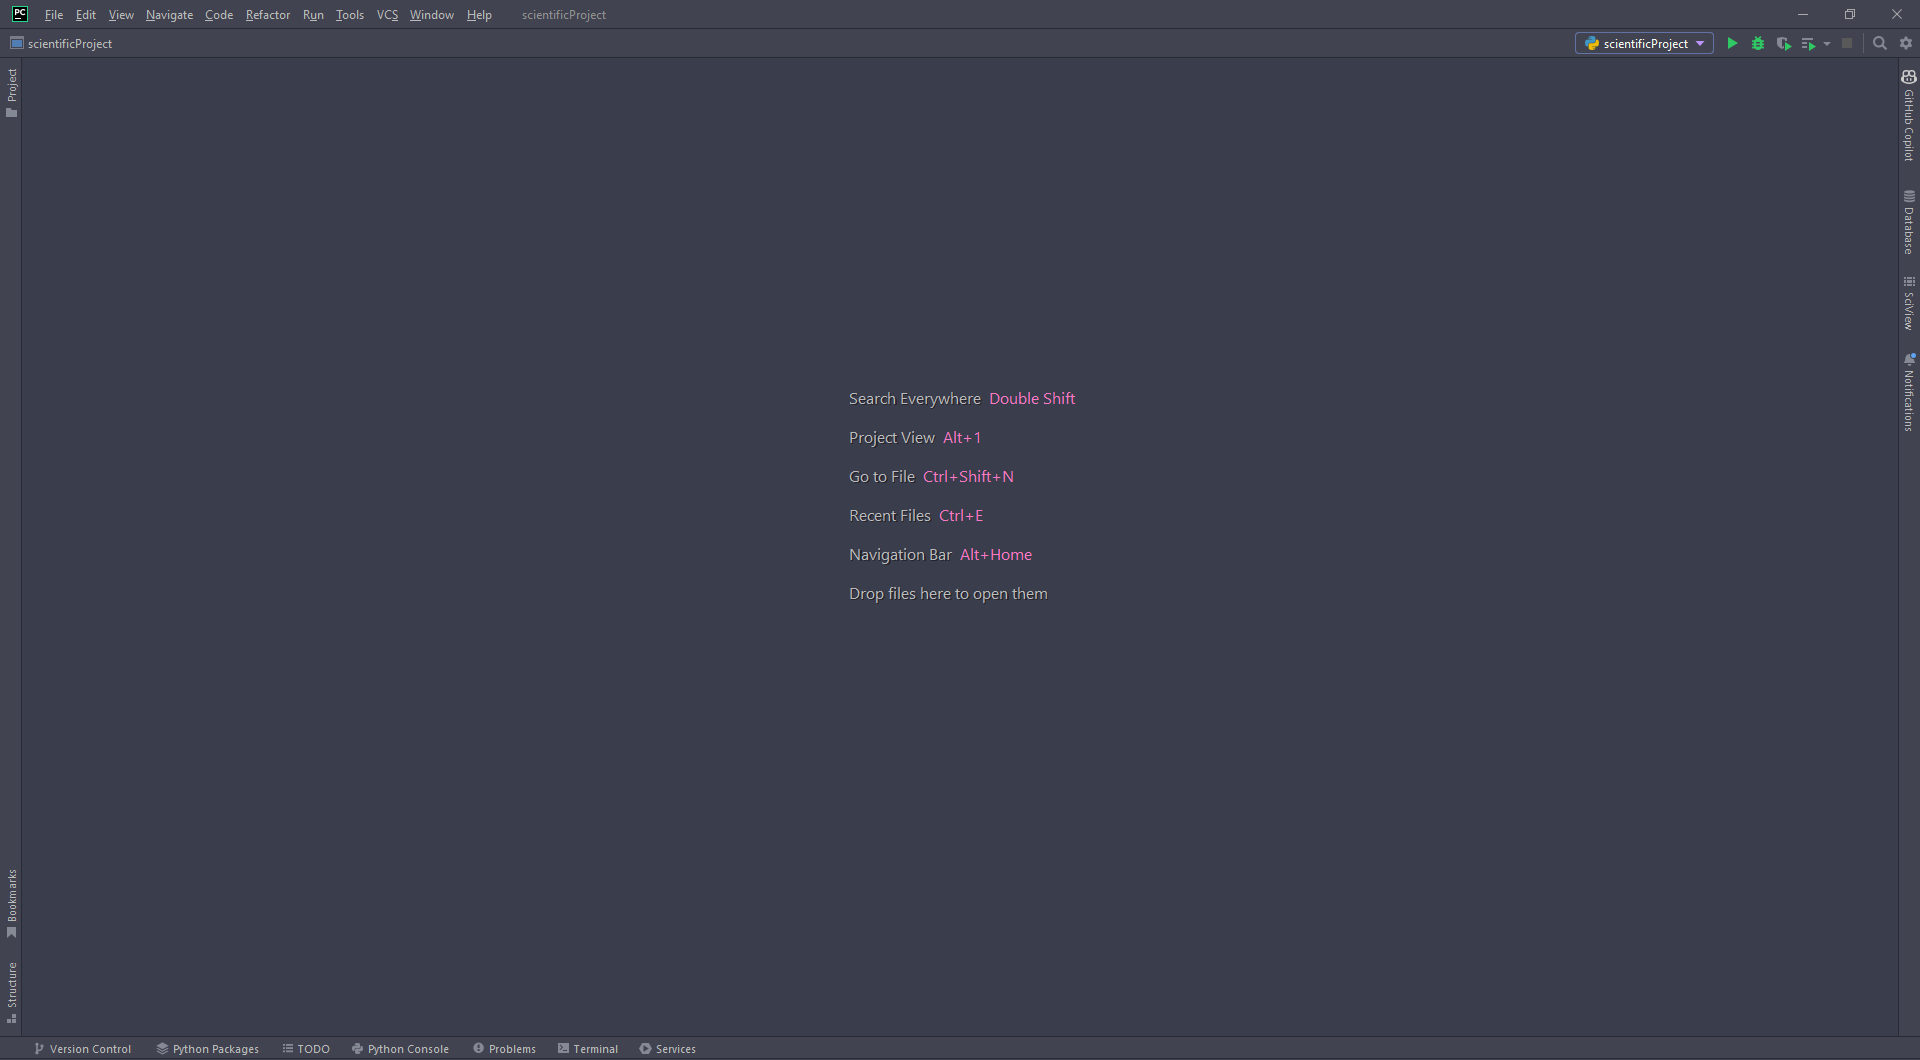 PC File Edit View Navigate Code Refactor Run Tools VCS Window Help scientificProject
scientificProject scientificProject
Project
GitHub Copilot
Database
SciView
Notifications
Search Everywhere Double Shift
Project View Alt+1
Go to File Ctrl+Shift+N
Recent Files Ctrl+E
Navigation Bar Alt+Home
Drop files here to open them
Bookmarks
Structure
Version Control Python Packages TODO Python Console Problems Terminal Services